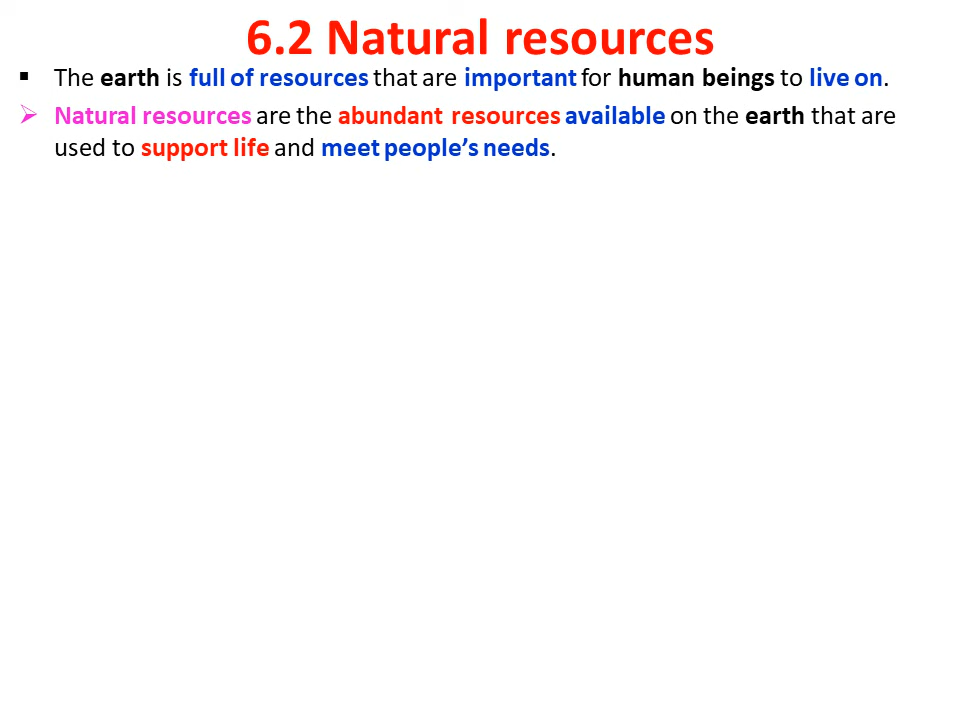 6.2 Natural resources
▪ The earth is full of resources that are important for human beings to live on.
➢ Natural resources are the abundant resources available on the earth that are
used to support life and meet people’s needs.